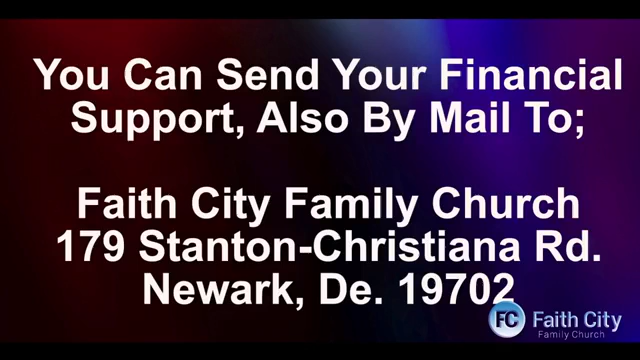 You Can Send Your Financial
Support, Also By Mail To;
Faith City Family Church
179 Stanton-Christiana Rd.
Newark, De. 19702
FC Faith City
Family Church